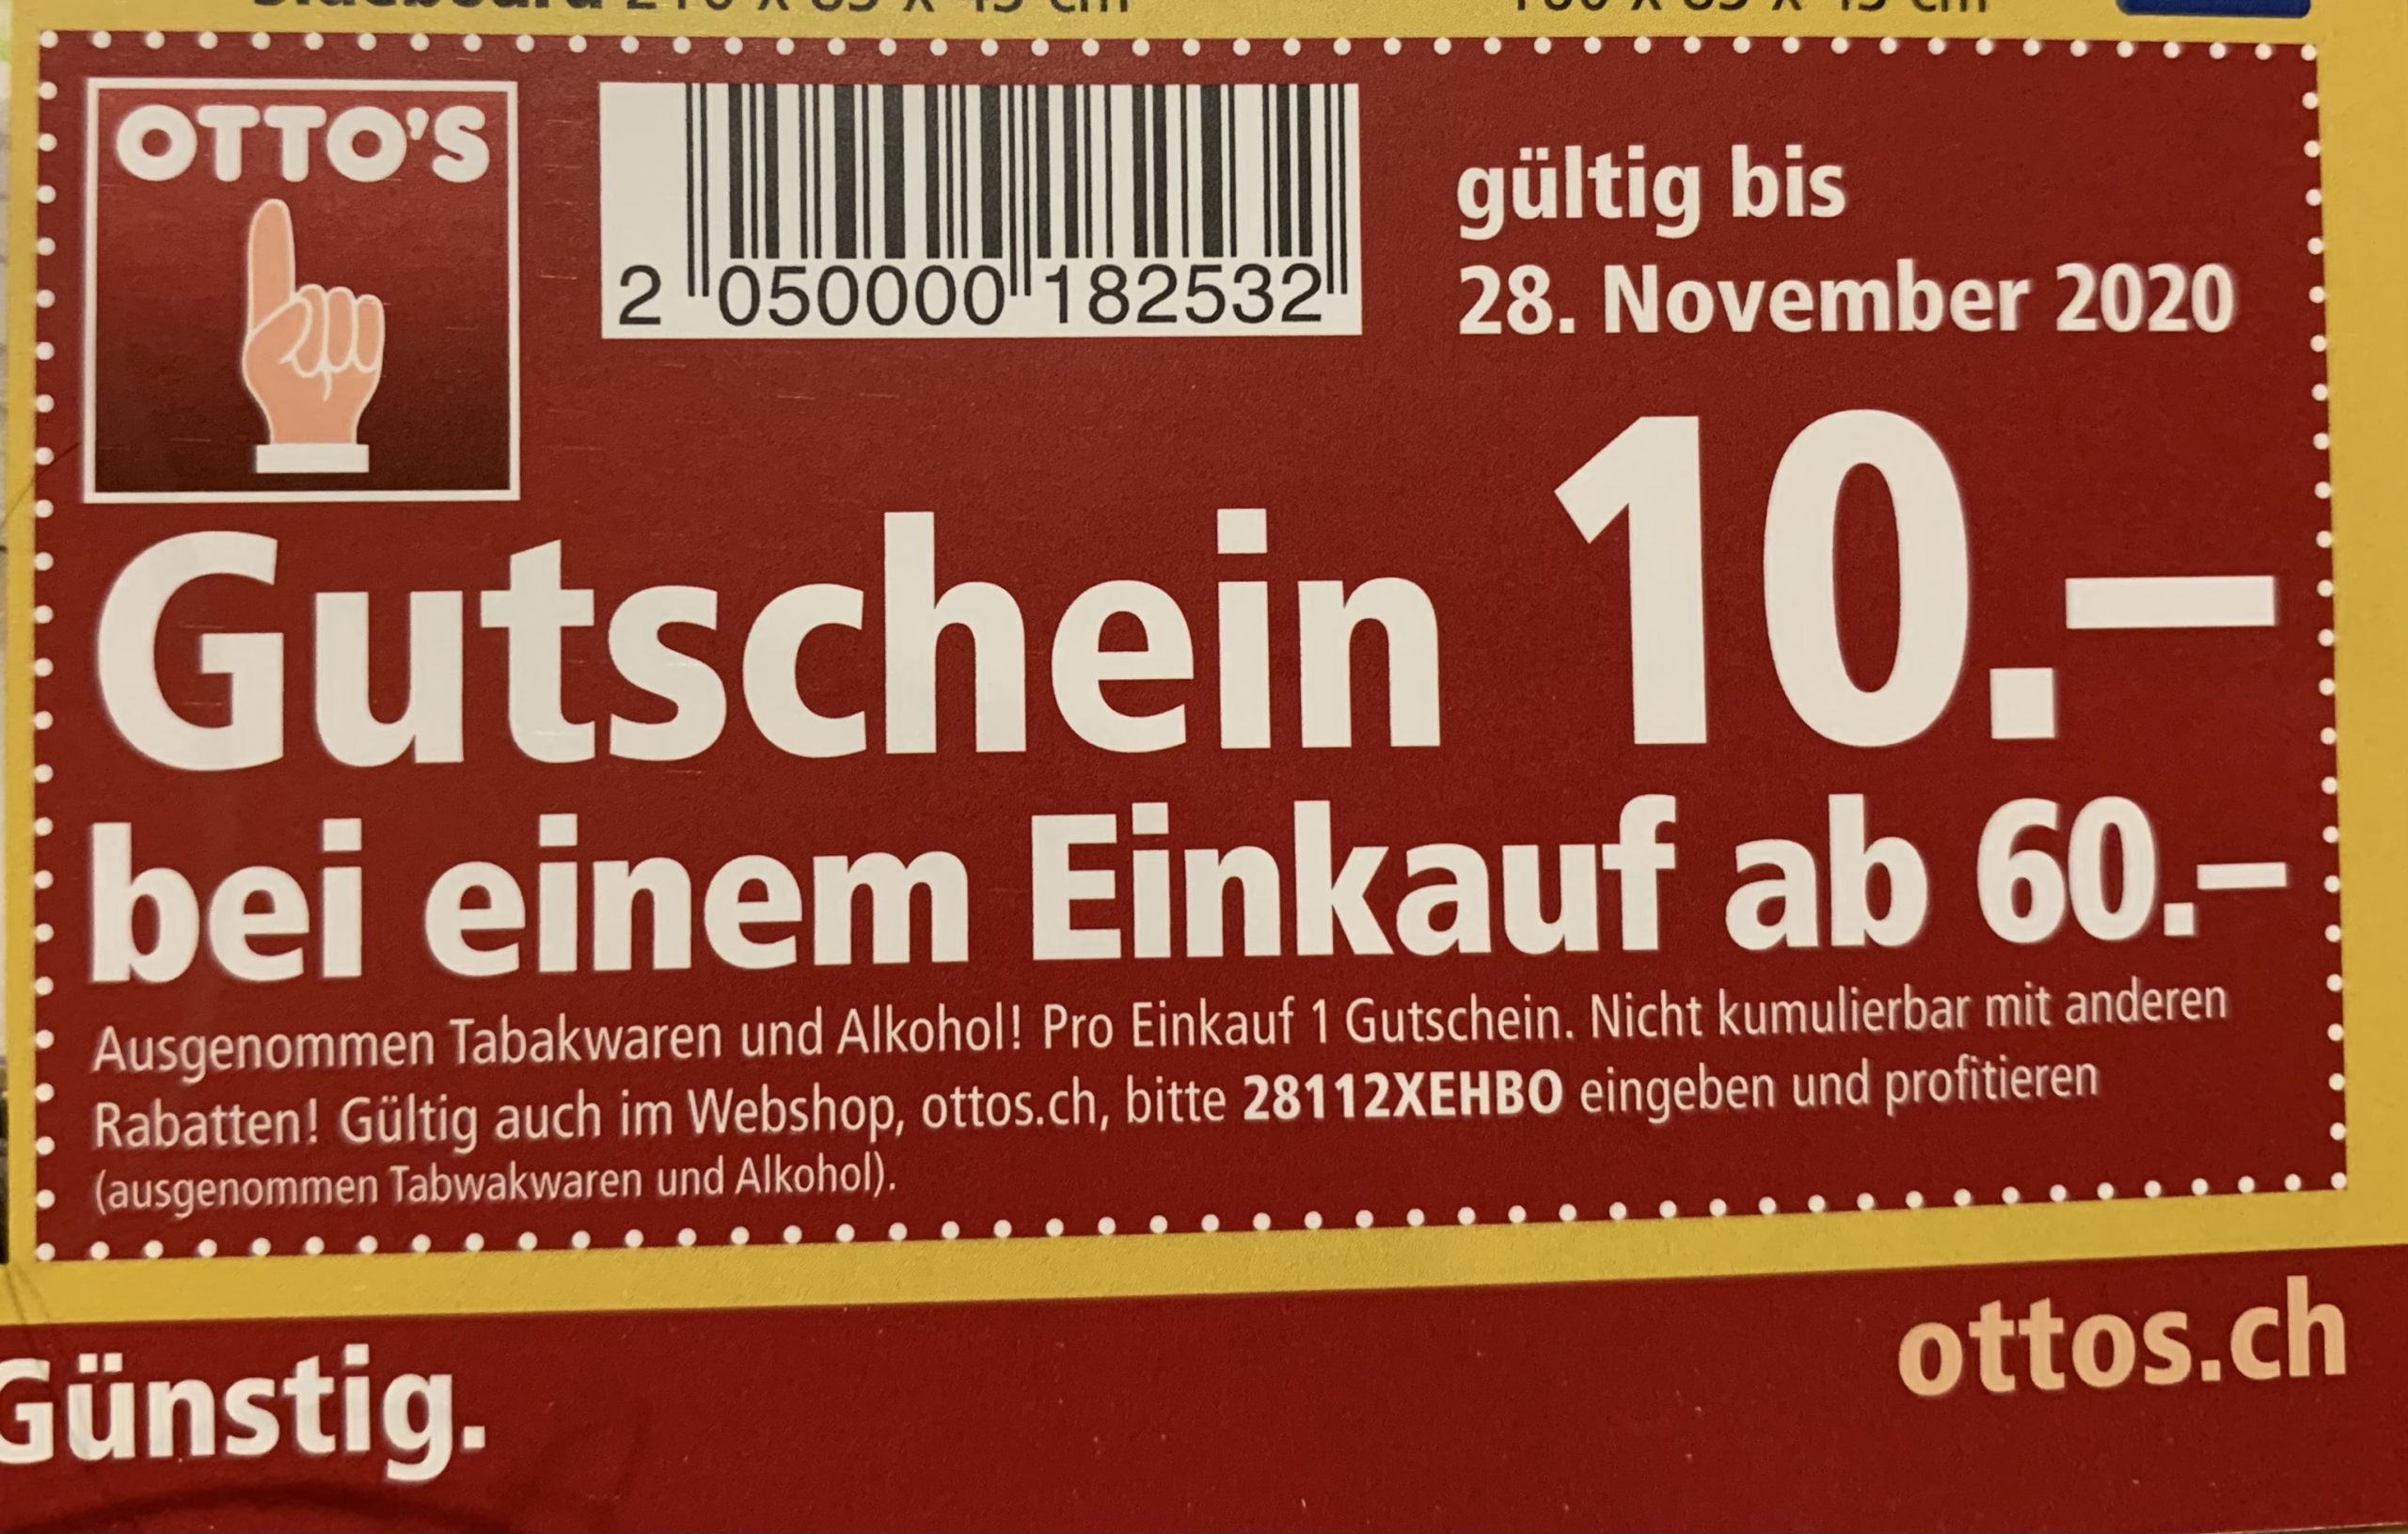 OTTO'S
2 050000 182532
gültig bis
28. November 2020
Gutschein 10.–
bei einem Einkauf ab 60.–
Ausgenommen Tabakwaren und Alkohol! Pro Einkauf 1 Gutschein. Nicht kumulierbar mit anderen
Rabatten! Gültig auch im Webshop, ottos.ch, bitte 28112XEHBO eingeben und profitieren
(ausgenommen Tabwakwaren und Alkohol).
Günstig.
ottos.ch